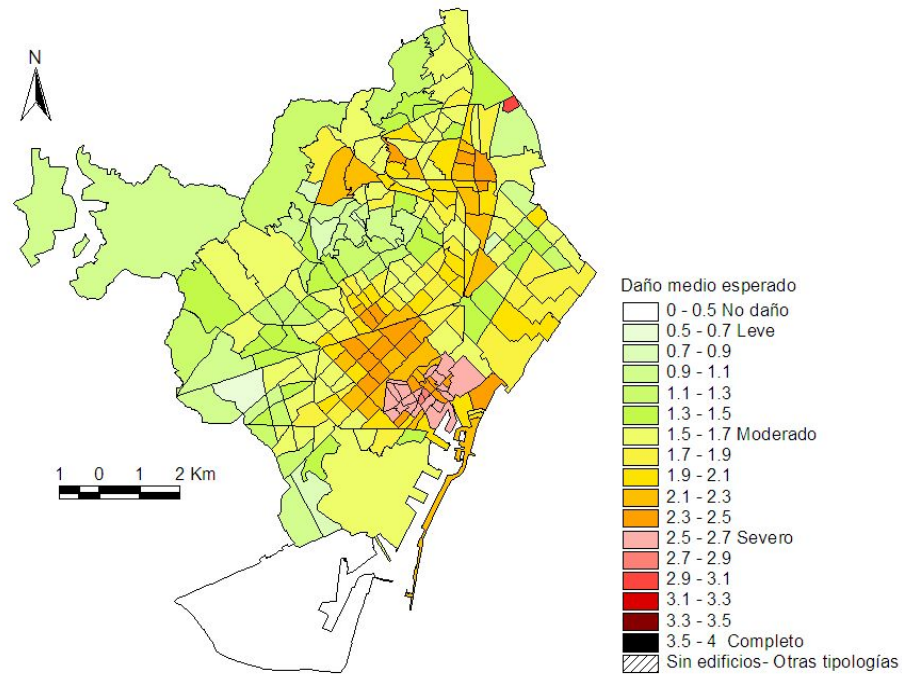 N
1 0 1 2 Km
Daño medio esperado
0 - 0.5 No daño
0.5 - 0.7 Leve
0.7 - 0.9
0.9 - 1.1
1.1 - 1.3
1.3 - 1.5
1.5 - 1.7 Moderado
1.7 - 1.9
1.9 - 2.1
2.1 - 2.3
2.3 - 2.5
2.5 - 2.7 Severo
2.7 - 2.9
2.9 - 3.1
3.1 - 3.3
3.3 - 3.5
3.5 - 4 Completo
Sin edificios- Otras tipologías